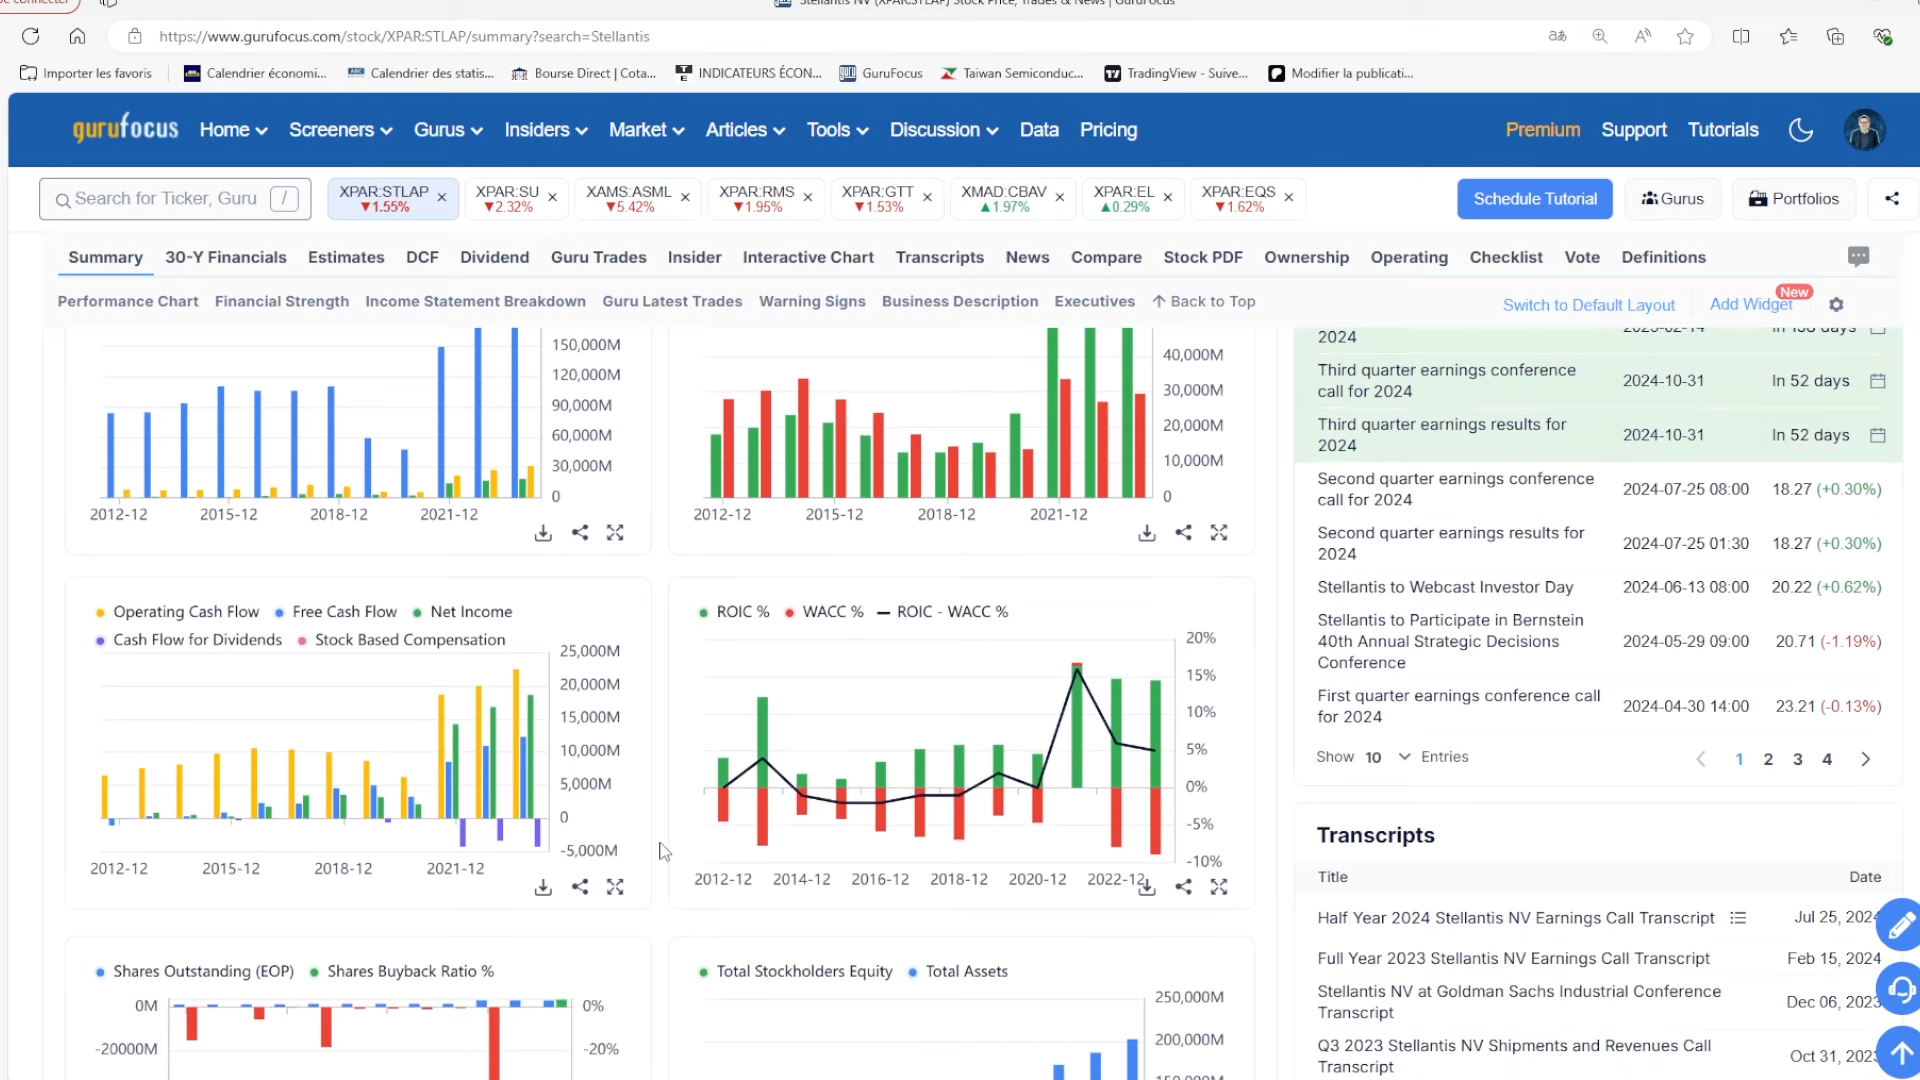 Stellantis NV (XPAR:STLAP) Stock Price, Trades & News | GuruFocus
https://www.gurufocus.com/stock/XPAR:STLAP/summary?search=Stellantis
Importer les favoris
Calendrier économi...
Calendrier des statis...
Bourse Direct | Cota...
INDICATEURS ÉCON...
GuruFocus
Taiwan Semiconduc...
TradingView - Suive...
Modifier la publicati...
gurufocus
Home
Screeners
Gurus
Insiders
Market
Articles
Tools
Discussion
Data
Pricing
Premium
Support
Tutorials
Search for Ticker, Guru /
XPAR:STLAP ×
▼1.55%
XPAR:SU ×
▼2.32%
XAMS:ASML ×
▼5.42%
XPAR:RMS ×
▼1.95%
XPAR:GTT ×
▼1.53%
XMAD:CBAV ×
▲1.97%
XPAR:EL ×
▲0.29%
XPAR:EQS ×
▼1.62%
Schedule Tutorial
Gurus
Portfolios
Summary
30-Y Financials
Estimates
DCF
Dividend
Guru Trades
Insider
Interactive Chart
Transcripts
News
Compare
Stock PDF
Ownership
Operating
Checklist
Vote
Definitions
Performance Chart
Financial Strength
Income Statement Breakdown
Guru Latest Trades
Warning Signs
Business Description
Executives
↑ Back to Top
Switch to Default Layout
Add Widget
New
150,000M
120,000M
90,000M
60,000M
30,000M
0
2012-12
2015-12
2018-12
2021-12
40,000M
30,000M
20,000M
10,000M
0
2012-12
2015-12
2018-12
2021-12
Operating Cash Flow
Free Cash Flow
Net Income
Cash Flow for Dividends
Stock Based Compensation
25,000M
20,000M
15,000M
10,000M
5,000M
0
-5,000M
2012-12
2015-12
2018-12
2021-12
ROIC %
WACC %
ROIC - WACC %
20%
15%
10%
5%
0%
-5%
-10%
2012-12
2014-12
2016-12
2018-12
2020-12
2022-12
Shares Outstanding (EOP)
Shares Buyback Ratio %
0M
0%
-20000M
-20%
Total Stockholders Equity
Total Assets
250,000M
200,000M
150,000M
2024
Third quarter earnings conference
call for 2024
2024-10-31
In 52 days
Third quarter earnings results for
2024
2024-10-31
In 52 days
Second quarter earnings conference
call for 2024
2024-07-25 08:00
18.27 (+0.30%)
Second quarter earnings results for
2024
2024-07-25 01:30
18.27 (+0.30%)
Stellantis to Webcast Investor Day
2024-06-13 08:00
20.22 (+0.62%)
Stellantis to Participate in Bernstein
40th Annual Strategic Decisions
Conference
2024-05-29 09:00
20.71 (-1.19%)
First quarter earnings conference call
for 2024
2024-04-30 14:00
23.21 (-0.13%)
Show 10 Entries
1
2
3
4
Transcripts
Title
Date
Half Year 2024 Stellantis NV Earnings Call Transcript
Jul 25, 2024
Full Year 2023 Stellantis NV Earnings Call Transcript
Feb 15, 2024
Stellantis NV at Goldman Sachs Industrial Conference
Transcript
Dec 06, 2023
Q3 2023 Stellantis NV Shipments and Revenues Call
Transcript
Oct 31, 2023